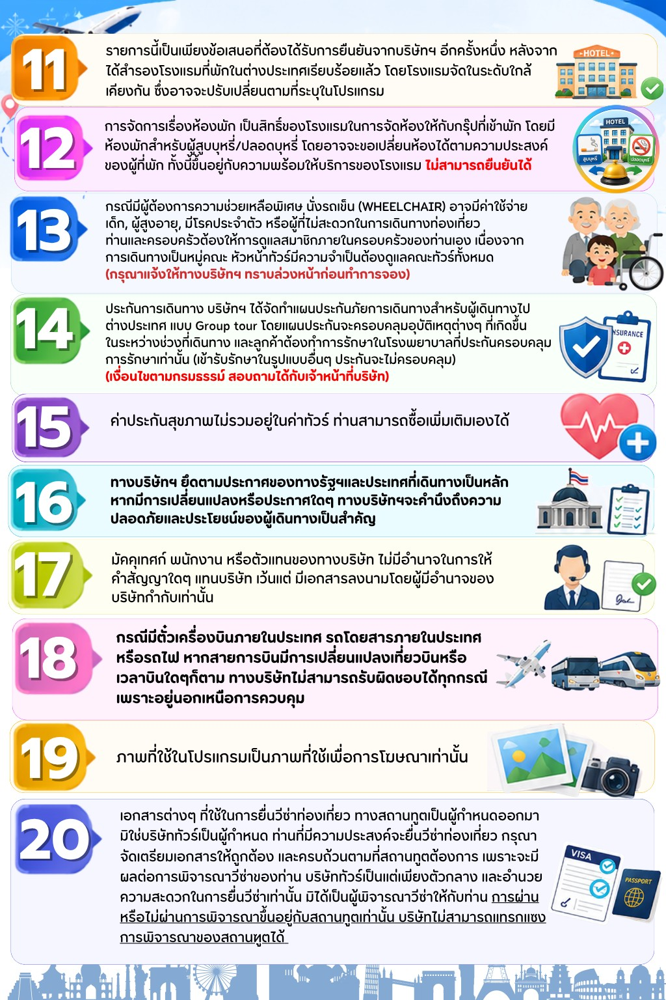 11
รายการนี้เป็นเพียงข้อเสนอที่ต้องได้รับการยืนยันจากบริษัทฯ อีกครั้งหนึ่ง หลังจาก
ได้สำรองโรงแรมที่พักในต่างประเทศเรียบร้อยแล้ว โดยโรงแรมจัดในระดับใกล้
เคียงกัน ซึ่งอาจจะปรับเปลี่ยนตามที่ระบุในโปรแกรม
HOTEL
12
การจัดการเรื่องห้องพัก เป็นสิทธิ์ของโรงแรมในการจัดห้องให้กับกรุ๊ปที่เข้าพัก โดยมี
ห้องพักสำหรับผู้สูบบุหรี่/ปลอดบุหรี่ โดยอาจจะขอเปลี่ยนห้องได้ตามความประสงค์
ของผู้ที่พัก ทั้งนี้ขึ้นอยู่กับความพร้อมให้บริการของโรงแรม ไม่สามารถยืนยันได้
HOTEL
สูบบุหรี่
ปลอดบุหรี่
13
กรณีมีผู้ต้องการความช่วยเหลือพิเศษ นั่งรถเข็น (WHEELCHAIR) อาจมีค่าใช้จ่าย
เด็ก, ผู้สูงอายุ, มีโรคประจำตัว หรือผู้ที่ไม่สะดวกในการเดินทางท่องเที่ยว
ท่านและครอบครัวต้องให้การดูแลสมาชิกภายในครอบครัวของท่านเอง เนื่องจาก
การเดินทางเป็นหมู่คณะ หัวหน้าทัวร์มีความจำเป็นต้องดูแลคณะทัวร์ทั้งหมด
(กรุณาแจ้งให้ทางบริษัทฯ ทราบล่วงหน้าก่อนทำการจอง)
14
ประกันการเดินทาง บริษัทฯ ได้จัดทำแผนประกันภัยการเดินทางสำหรับผู้เดินทางไป
ต่างประเทศ แบบ Group tour โดยแผนประกันจะครอบคลุมอุบัติเหตุต่างๆ ที่เกิดขึ้น
ในระหว่างช่วงที่เดินทาง และลูกค้าต้องทำการรักษาในโรงพยาบาลที่ประกันครอบคลุม
การรักษาเท่านั้น (เข้ารับรักษาในรูปแบบอื่นๆ ประกันจะไม่ครอบคลุม)
(เงื่อนไขตามกรมธรรม์ สอบถามได้กับเจ้าหน้าที่บริษัท)
NSURANCE
15
ค่าประกันสุขภาพไม่รวมอยู่ในค่าทัวร์ ท่านสามารถซื้อเพิ่มเติมเองได้
16
ทางบริษัทฯ ยึดตามประกาศของทางรัฐฯและประเทศที่เดินทางเป็นหลัก
หากมีการเปลี่ยนแปลงหรือประกาศใดๆ ทางบริษัทฯจะคำนึงถึงความ
ปลอดภัยและประโยชน์ของผู้เดินทางเป็นสำคัญ
17
มัคคุเทศก์ พนักงาน หรือตัวแทนของทางบริษัท ไม่มีอำนาจในการให้
คำสัญญาใดๆ แทนบริษัท เว้นแต่ มีเอกสารลงนามโดยผู้มีอำนาจของ
บริษัทกำกับเท่านั้น
18
กรณีมีตั๋วเครื่องบินภายในประเทศ รถโดยสารภายในประเทศ
หรือรถไฟ หากสายการบินมีการเปลี่ยนแปลงเที่ยวบินหรือ
เวลาบินใดๆก็ตาม ทางบริษัทไม่สามารถรับผิดชอบได้ทุกกรณี
เพราะอยู่นอกเหนือการควบคุม
19
ภาพที่ใช้ในโปรแกรมเป็นภาพที่ใช้เพื่อการโฆษณาเท่านั้น
20
เอกสารต่างๆ ที่ใช้ในการยื่นวีซ่าท่องเที่ยว ทางสถานทูตเป็นผู้กำหนดออกมา
มิใช่บริษัททัวร์เป็นผู้กำหนด ท่านที่มีความประสงค์จะยื่นวีซ่าท่องเที่ยว กรุณา
จัดเตรียมเอกสารให้ถูกต้อง และครบถ้วนตามที่สถานทูตต้องการ เพราะจะมี
ผลต่อการพิจารณาวีซ่าของท่าน บริษัททัวร์เป็นแต่เพียงตัวกลาง และอำนวย
ความสะดวกในการยื่นวีซ่าเท่านั้น มิได้เป็นผู้พิจารณาวีซ่าให้กับท่าน การผ่าน
หรือไม่ผ่านการพิจารณาขึ้นอยู่กับสถานทูตเท่านั้น บริษัทไม่สามารถแทรกแซง
การพิจารณาของสถานฑูตได้
VISA
PASSPORT